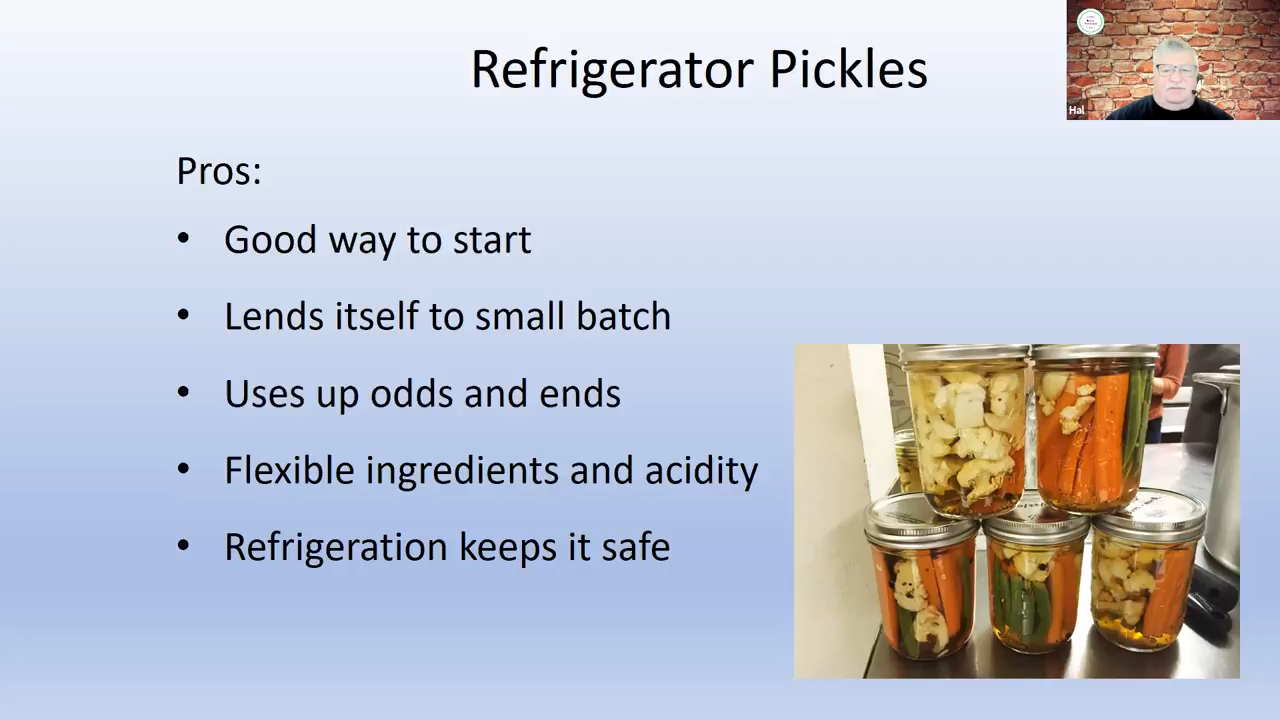 Refrigerator Pickles
Hal
Pros:
• Good way to start
• Lends itself to small batch
• Uses up odds and ends
• Flexible ingredients and acidity
• Refrigeration keeps it safe